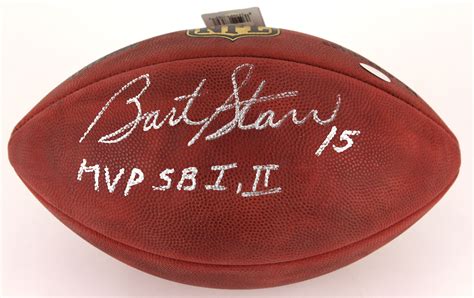 NFL
Bart Starr
15
MVP SB I, II